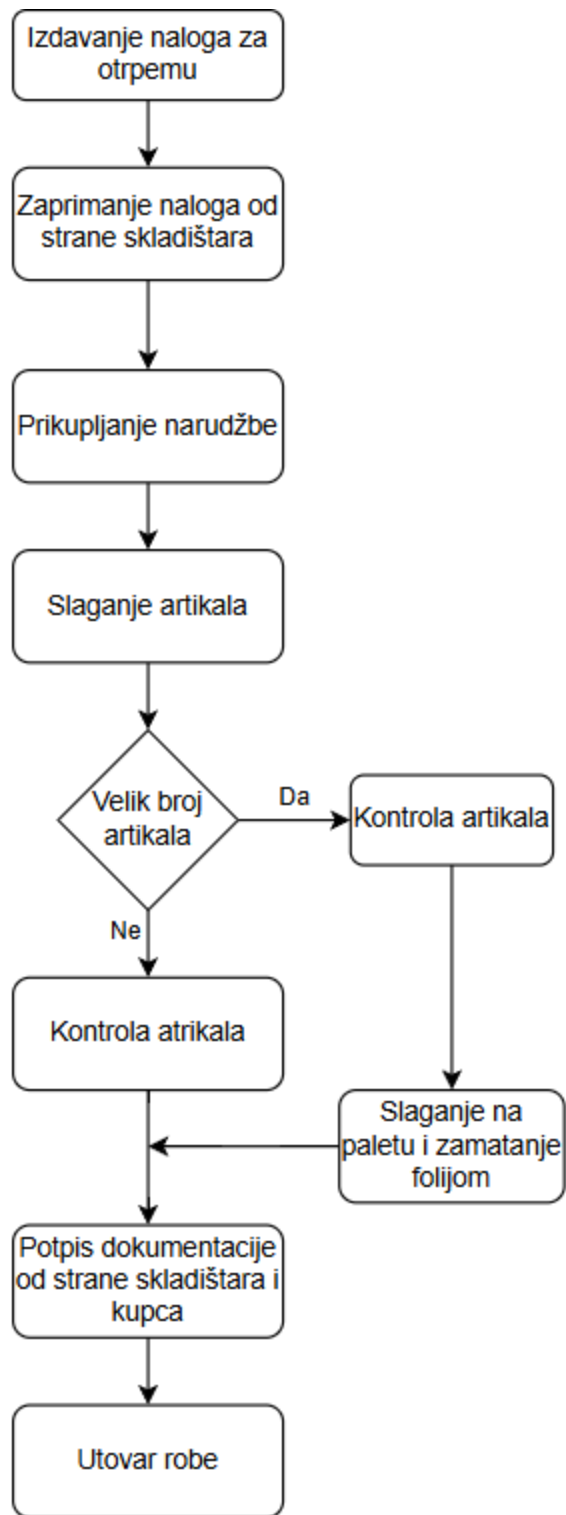 Izdavanje naloga za
otrpemu
Zaprimanje naloga od
strane skladištara
Prikupljanje narudžbe
Slaganje artikala
Velik broj
artikala
Da
Kontrola artikala
Ne
Kontrola atrikala
Slaganje na
paletu i zamatanje
folijom
Potpis dokumentacije
od strane skladištara i
kupca
Utovar robe